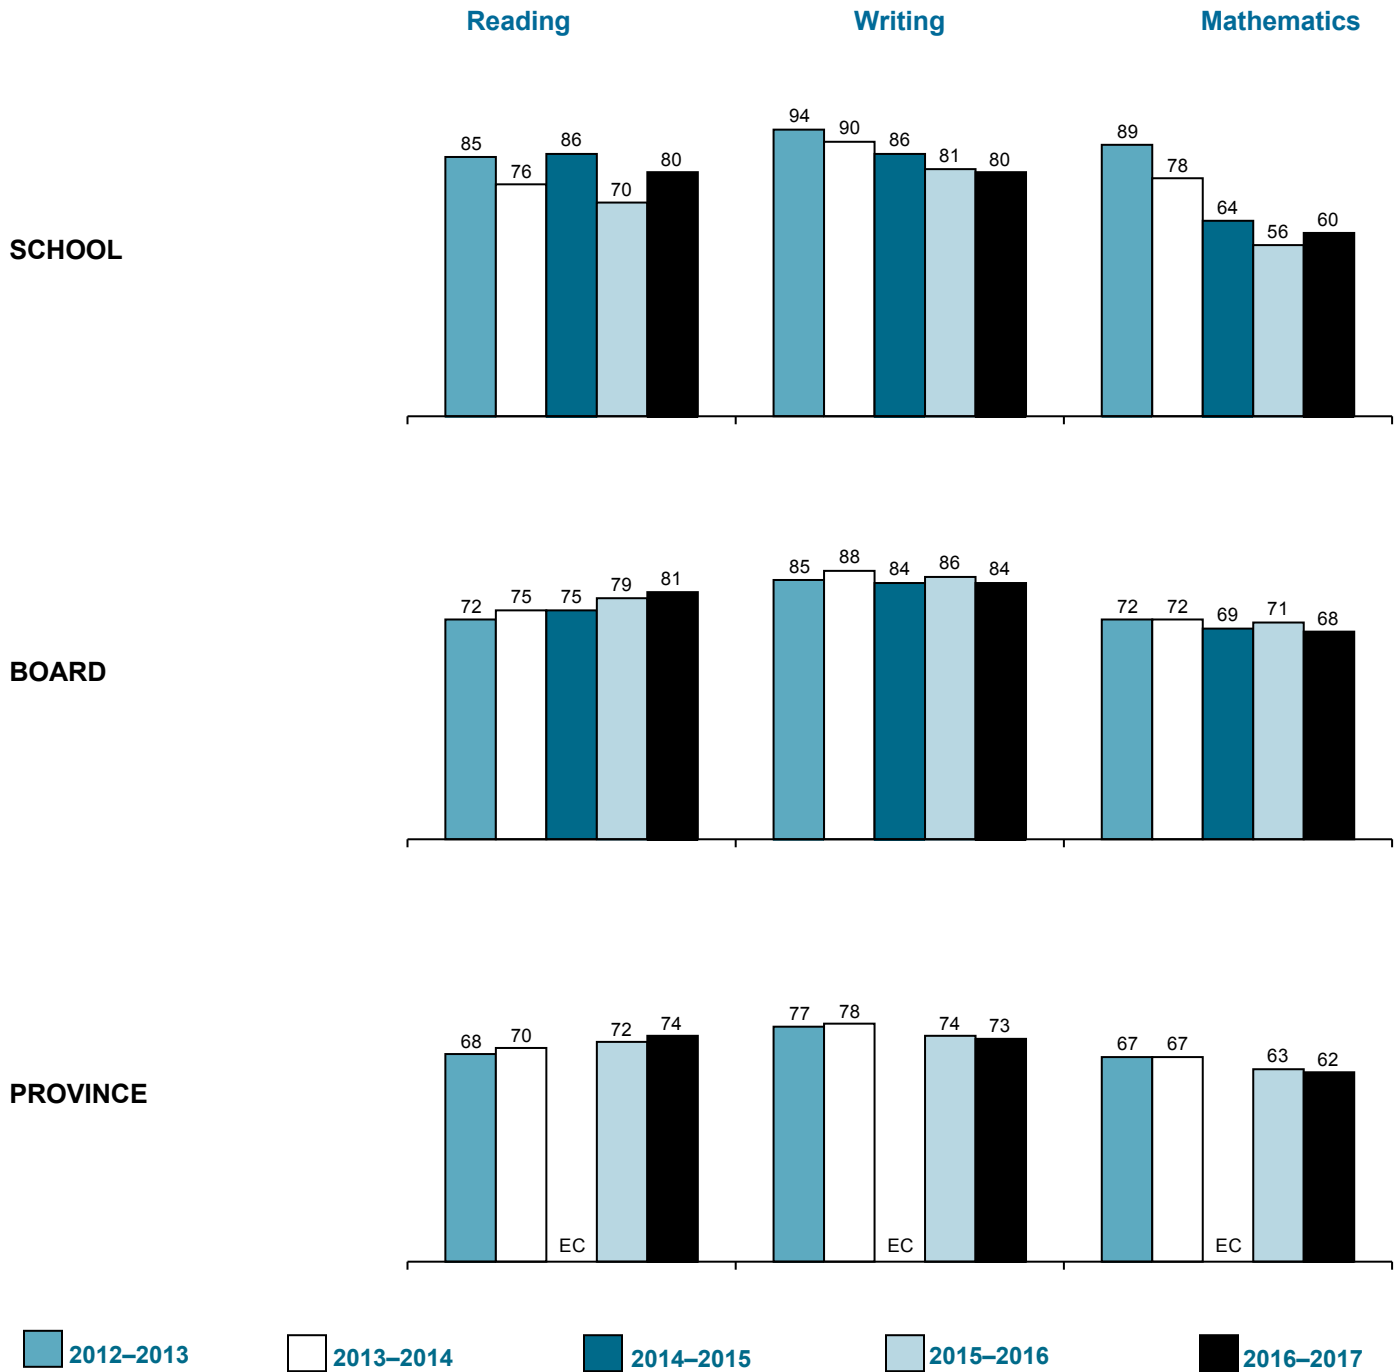 Reading Writing Mathematics
SCHOOL
85 76 86 70 80 94 90 86 81 80 89 78 64 56 60
BOARD
72 75 75 79 81 85 88 84 86 84 72 72 69 71 68
PROVINCE
68 70 EC 72 74 77 78 EC 74 73 67 67 EC 63 62
2012–2013 2013–2014 2014–2015 2015–2016 2016–2017